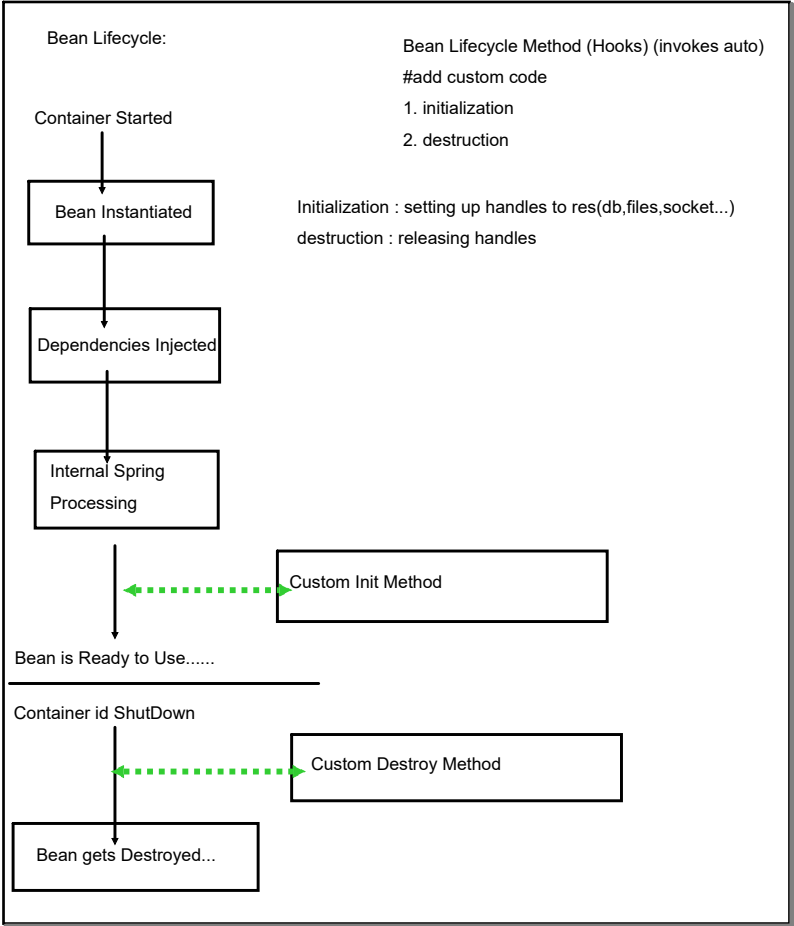 Bean Lifecycle:
Bean Lifecycle Method (Hooks) (invokes auto)
#add custom code
1. initialization
2. destruction
Container Started
Bean Instantiated
Initialization : setting up handles to res(db,files,socket...)
destruction : releasing handles
Dependencies Injected
Internal Spring
Processing
Custom Init Method
Bean is Ready to Use......
Container id ShutDown
Custom Destroy Method
Bean gets Destroyed...